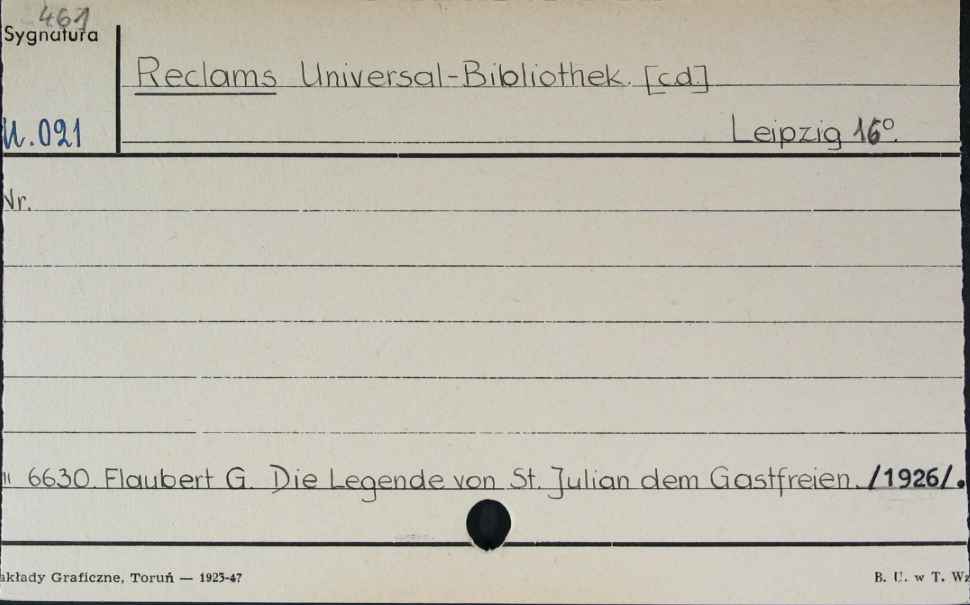 461
Sygnatura
Reclams Universal-Bibliothek. [cd]
U.021
Leipzig 16°.
Nr.
" 6630. Flaubert G. Die Legende von St. Julian dem Gastfreien. /1926/.
akłady Graficzne, Toruń — 1923-47
B. U. w T. Wz